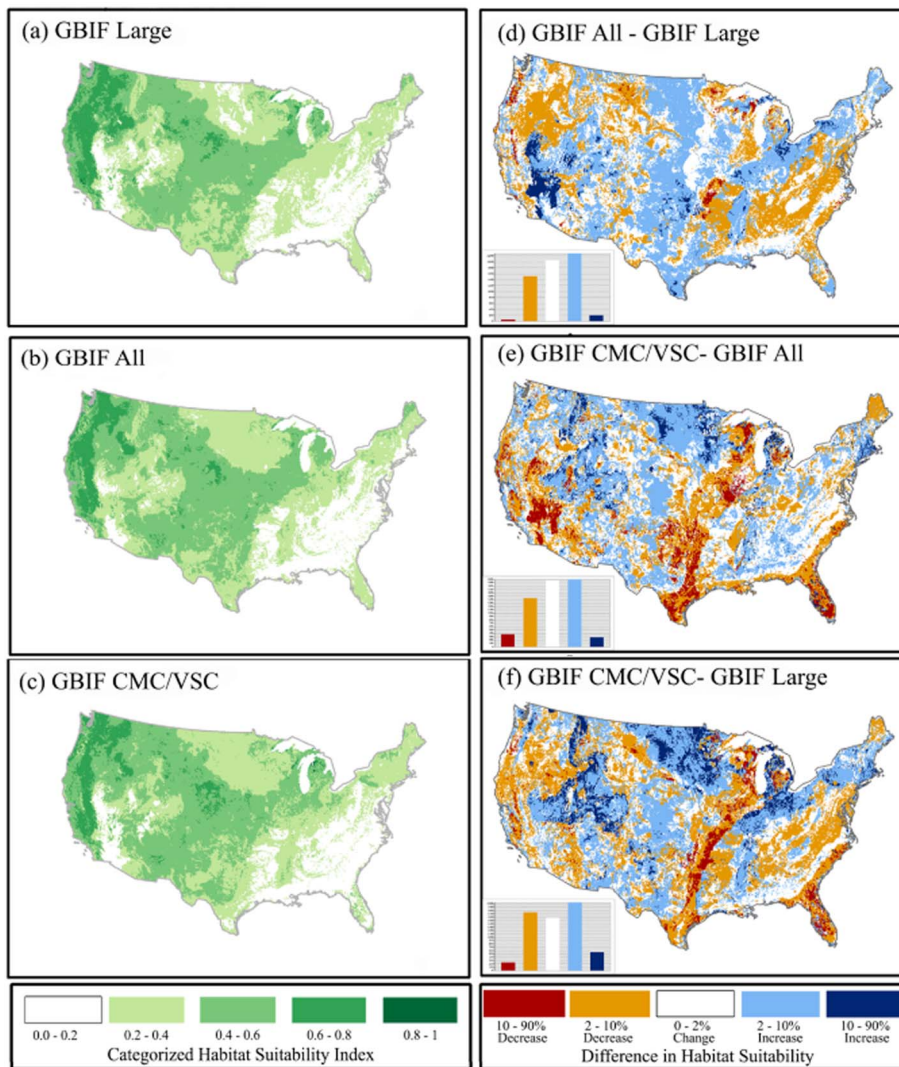 (a) GBIF Large
(d) GBIF All - GBIF Large
(b) GBIF All
(e) GBIF CMC/VSC- GBIF All
(c) GBIF CMC/VSC
(f) GBIF CMC/VSC- GBIF Large
0.0 - 0.2
0.2 - 0.4
0.4 - 0.6
0.6 - 0.8
0.8 - 1
Categorized Habitat Suitability Index
10 - 90%
Decrease
2 - 10%
Decrease
0 - 2%
Change
2 - 10%
Increase
10 - 90%
Increase
Difference in Habitat Suitability